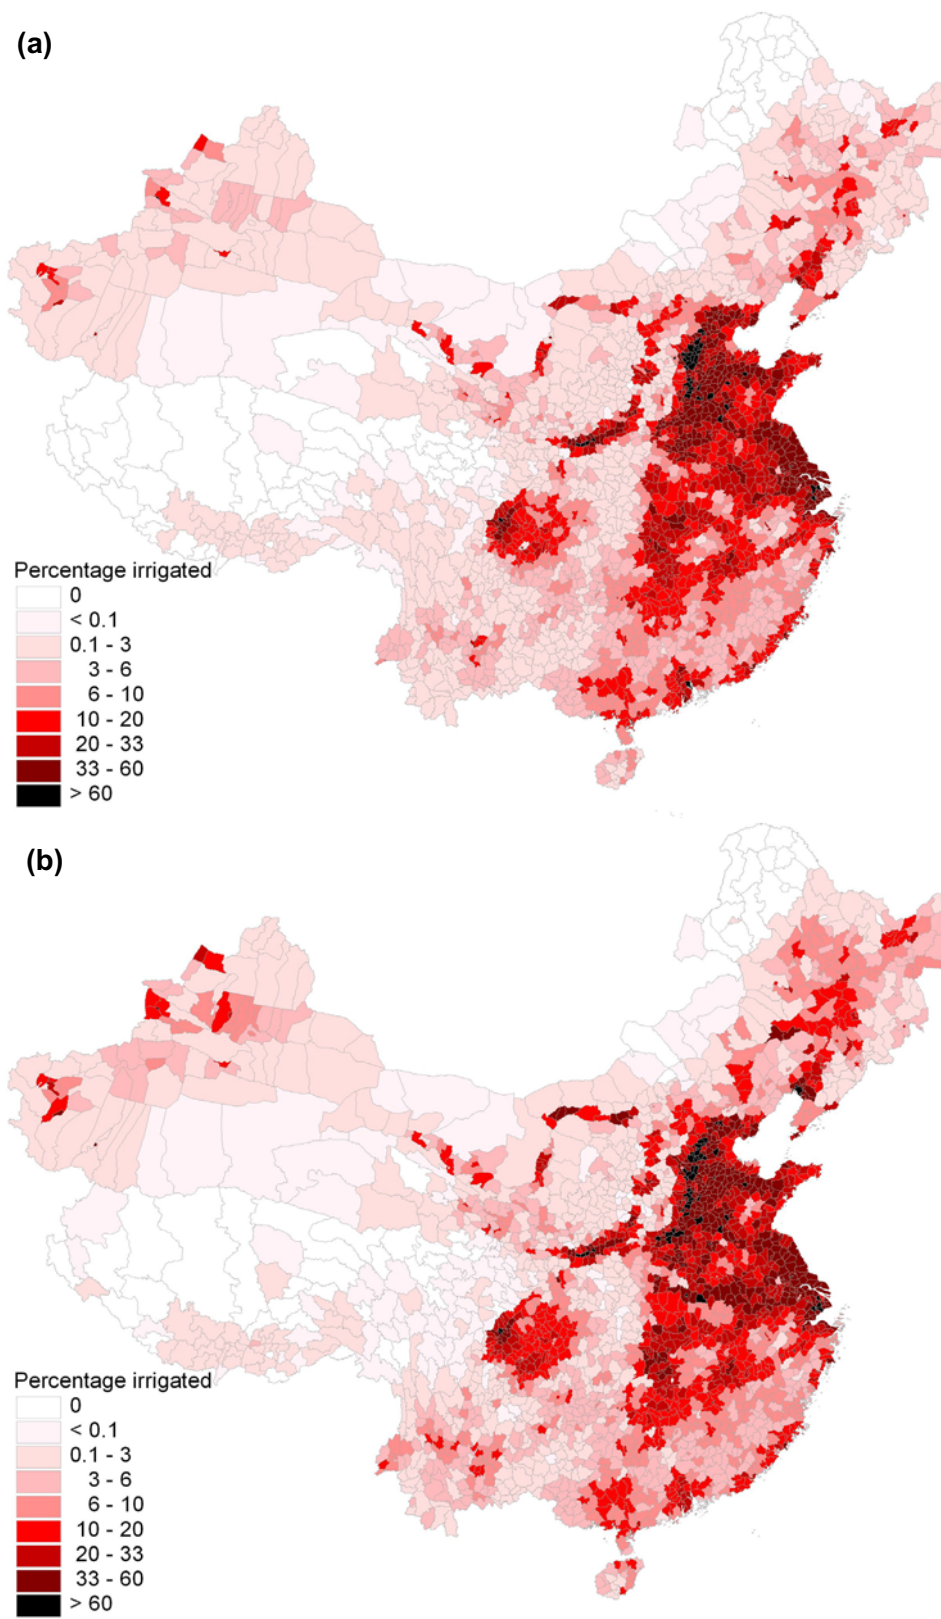 (a)
Percentage irrigated
0
< 0.1
0.1 - 3
3 - 6
6 - 10
10 - 20
20 - 33
33 - 60
> 60
(b)
Percentage irrigated
0
< 0.1
0.1 - 3
3 - 6
6 - 10
10 - 20
20 - 33
33 - 60
> 60